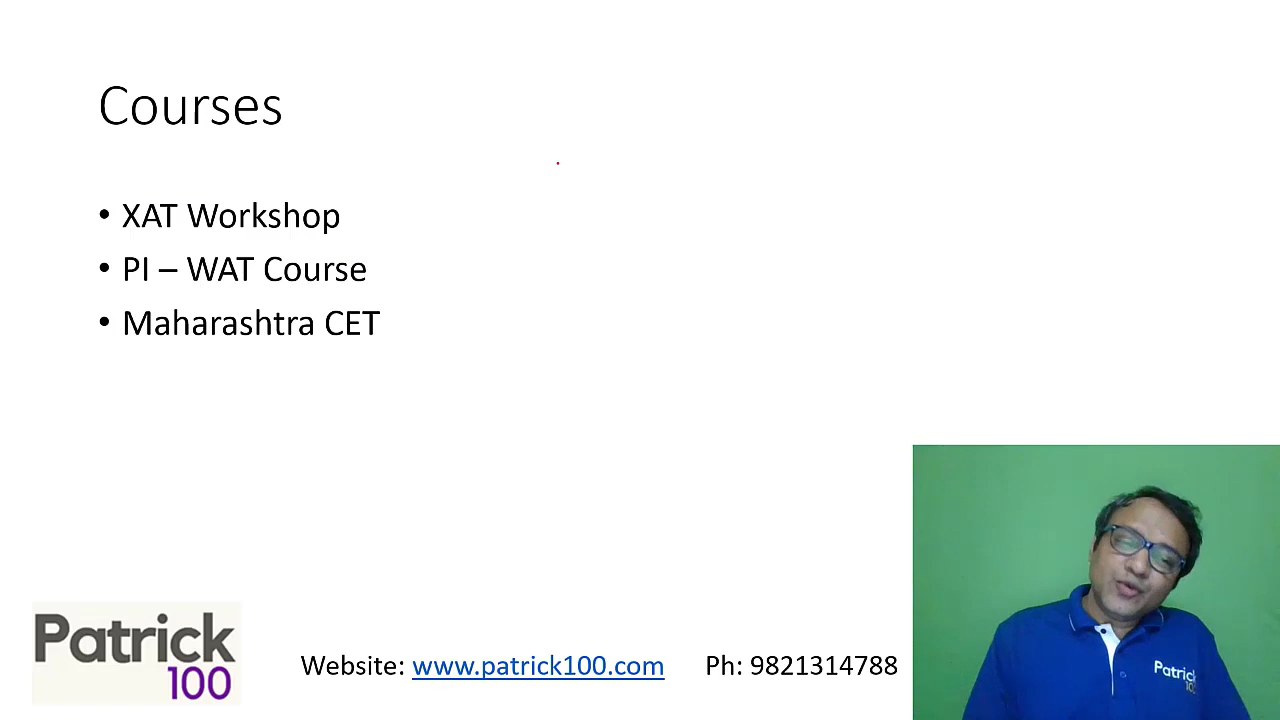 Courses
• XAT Workshop
• PI – WAT Course
• Maharashtra CET
Patrick
100
Website: www.patrick100.com Ph: 9821314788
Patrick
100